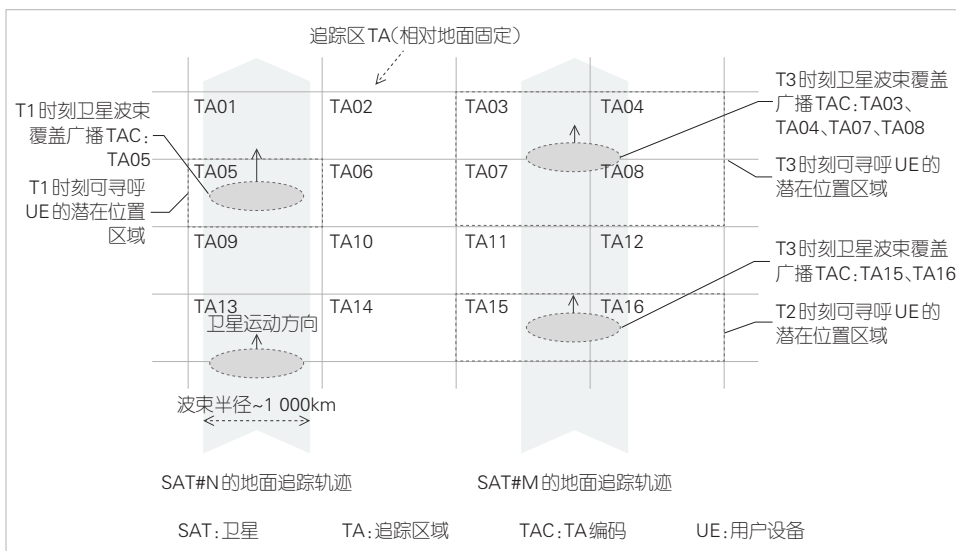 追踪区TA(相对地面固定)
T1时刻卫星波束
覆盖广播TAC:
TA05
T1时刻可寻呼
UE的潜在位置
区域
TA01
TA02
TA03
TA04
TA05
TA06
TA07
TA08
TA09
TA10
TA11
TA12
TA13
TA14
TA15
TA16
卫星运动方向
波束半径~1 000km
T3时刻卫星波束覆盖
广播TAC:TA03、
TA04、TA07、TA08
T3时刻可寻呼UE的
潜在位置区域
T3时刻卫星波束覆盖
广播TAC:TA15、TA16
T2时刻可寻呼UE的
潜在位置区域
SAT#N的地面追踪轨迹
SAT#M的地面追踪轨迹
SAT:卫星 TA:追踪区域 TAC:TA编码 UE:用户设备